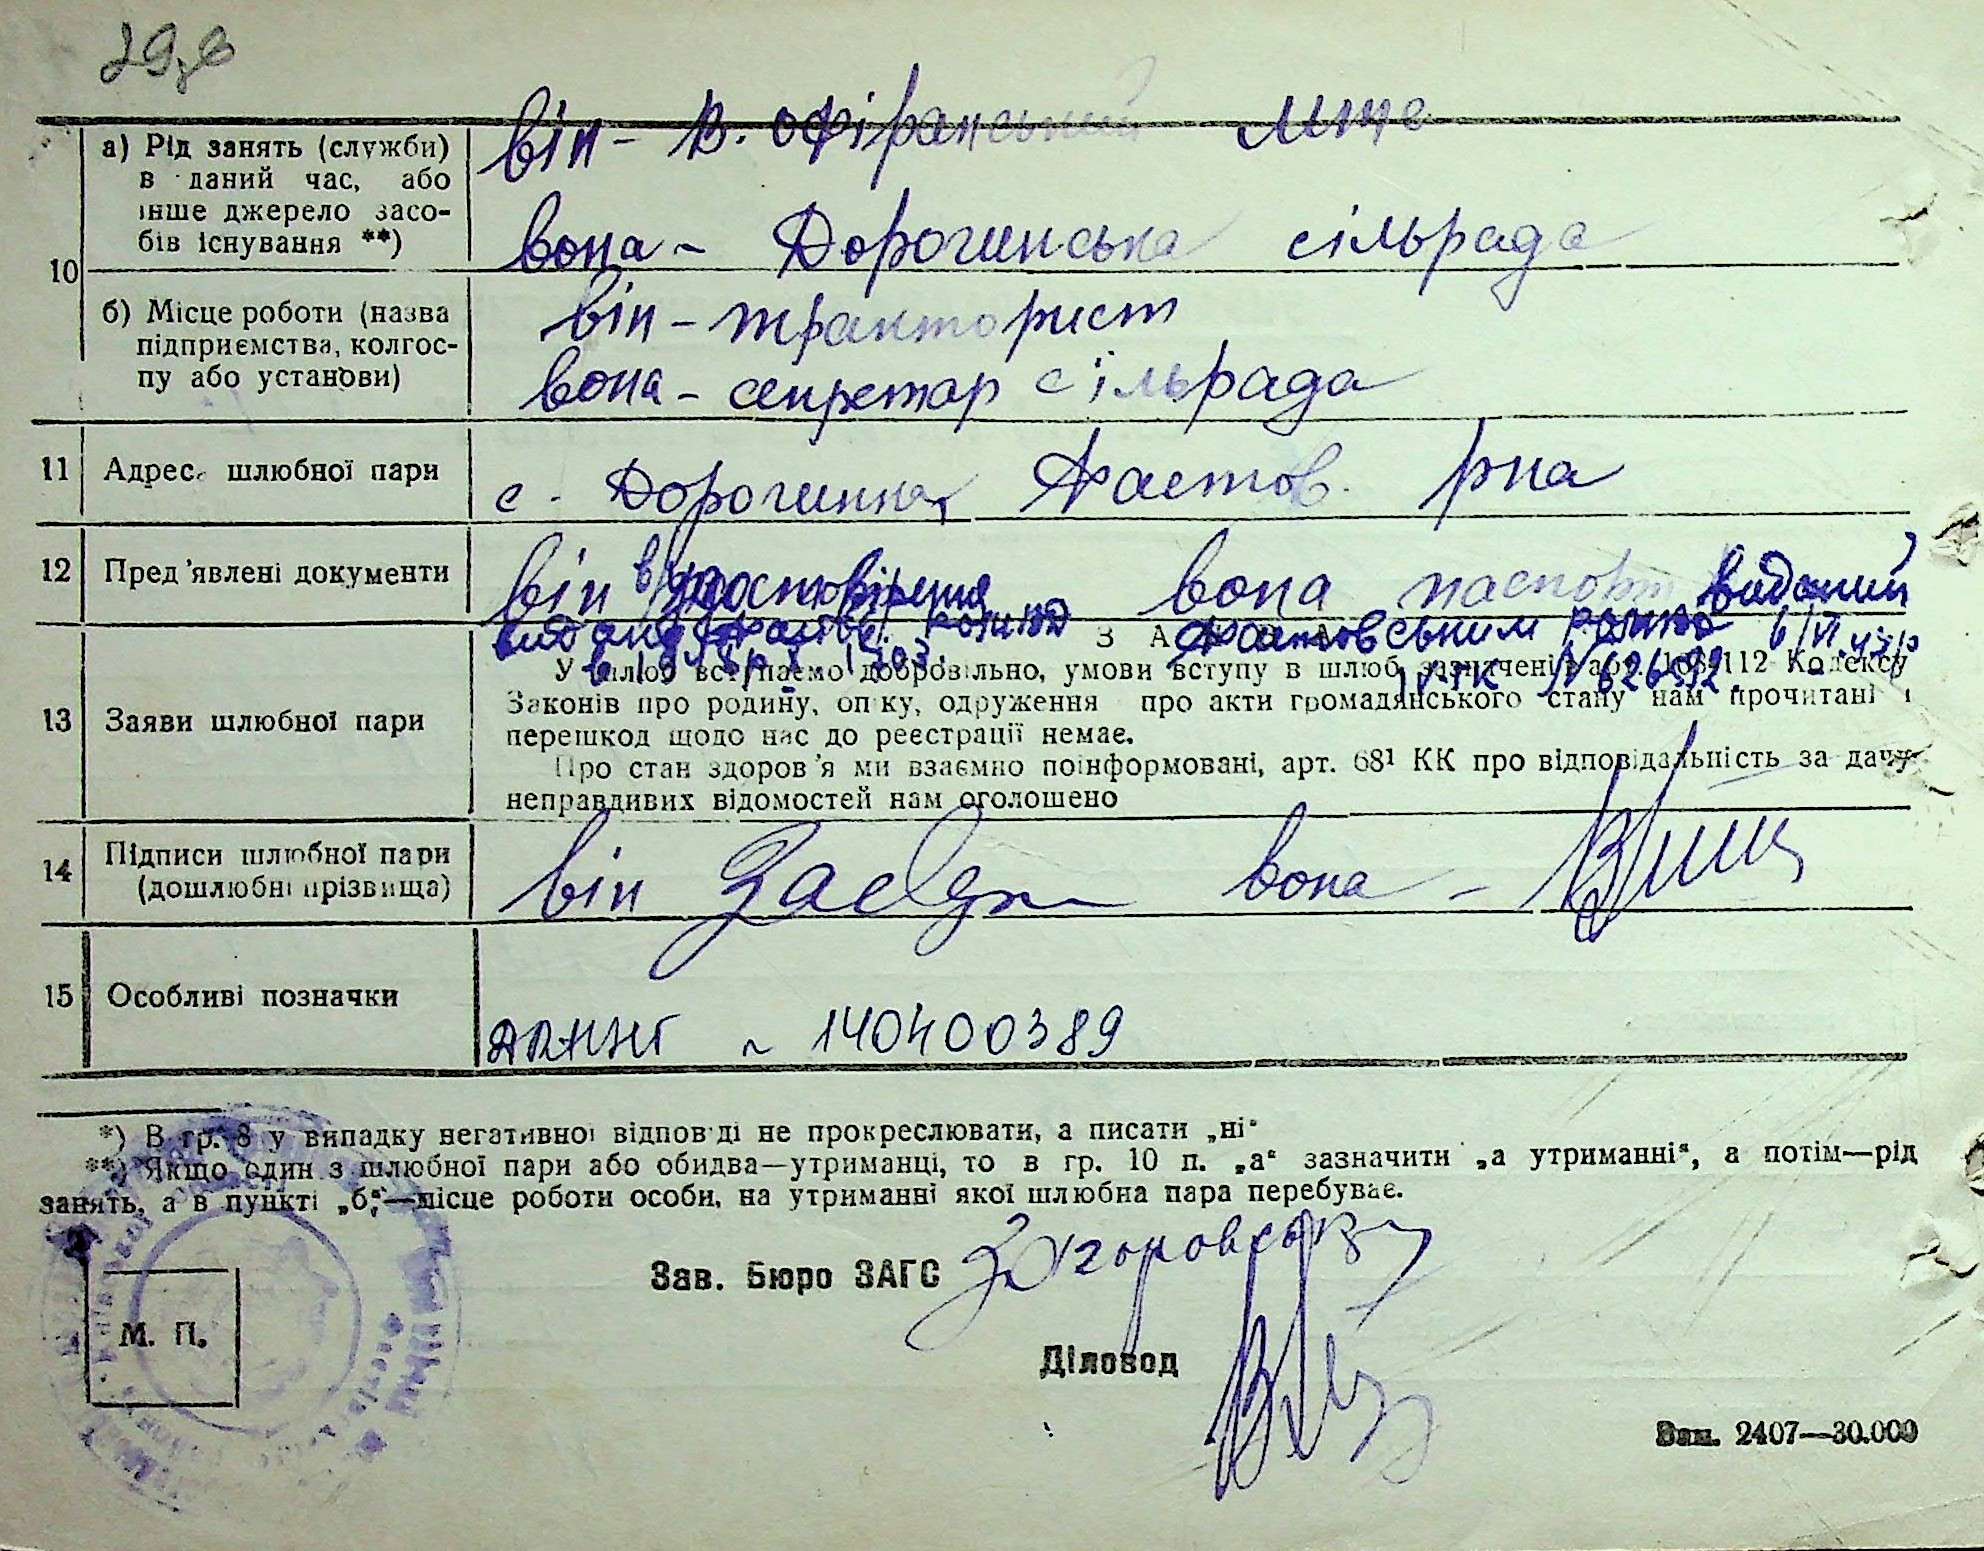 10
а) Рід занять (служби)
в даний час, або
інше джерело засо-
бів існування **)
він - В. Офіранський
вона - Дорогинська сільрада
б) Місце роботи (назва
підприємства, колгос-
пу або установи)
він - тракторист
вона - секретар сільрада
11 Адрес шлюбної пари
с. Дорогинка Фастов. рна
12 Пред'явлені документи
він вона паспорт виданий
Фастовським
N 626592
13 Заяви шлюбної пари
ЗАЯВА
У шлюб вступаємо добровільно, умови вступу в шлюб, зазначені в арт. 112 Кодексу
Законів про родину, опіку, одруження про акти громадянського стану нам прочитані і
перешкод щодо нас до реєстрації немає.
Про стан здоров'я ми взаємно поінформовані, арт. 68¹ КК про відповідальність за дачу
неправдивих відомостей нам оголошено
14 Підписи шлюбної пари
(дошлюбні прізвища)
він вона -
15 Особливі позначки
140400389
*) В гр. 8 у випадку негативної відповіді не прокреслювати, а писати „ні"
**) Якщо один з шлюбної пари або обидва—утриманці, то в гр. 10 п. „а" зазначити „а утриманні", а потім—рід
занять, а в пункті „б"—місце роботи особи, на утриманні якої шлюбна пара перебуває.
Зав. Бюро ЗАГС
Діловод
М. П.
Зам. 2407—30.000